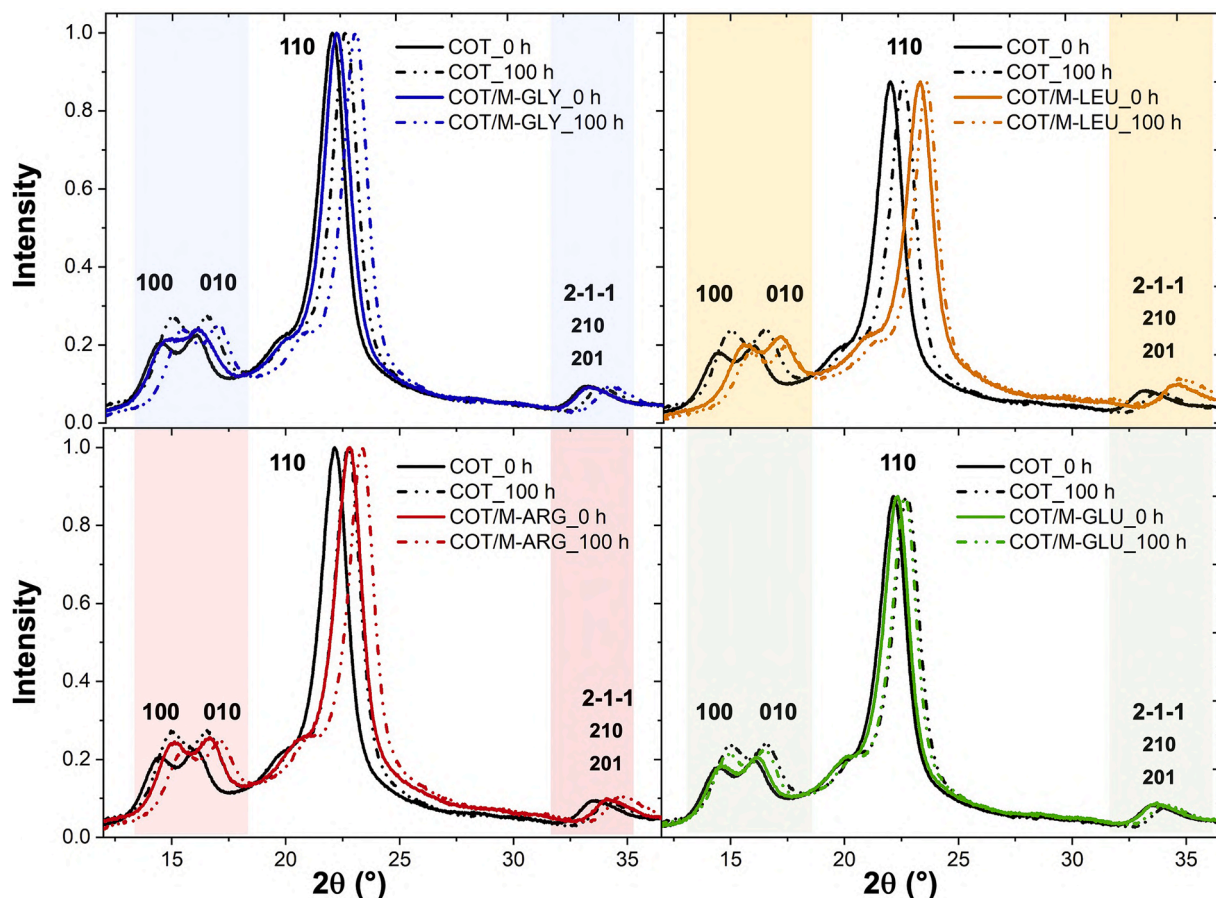 Intensity
1.0
0.8
0.6
0.4
0.2
0.0
110
COT_0 h
COT_100 h
COT/M-GLY_0 h
COT/M-GLY_100 h
100 010
2-1-1
210
201
110
COT_0 h
COT_100 h
COT/M-LEU_0 h
COT/M-LEU_100 h
100 010
2-1-1
210
201
Intensity
1.0
0.8
0.6
0.4
0.2
0.0
110
COT_0 h
COT_100 h
COT/M-ARG_0 h
COT/M-ARG_100 h
100 010
2-1-1
210
201
15 20 25 30 35
2θ (°)
110
COT_0 h
COT_100 h
COT/M-GLU_0 h
COT/M-GLU_100 h
100 010
2-1-1
210
201
15 20 25 30 35
2θ (°)